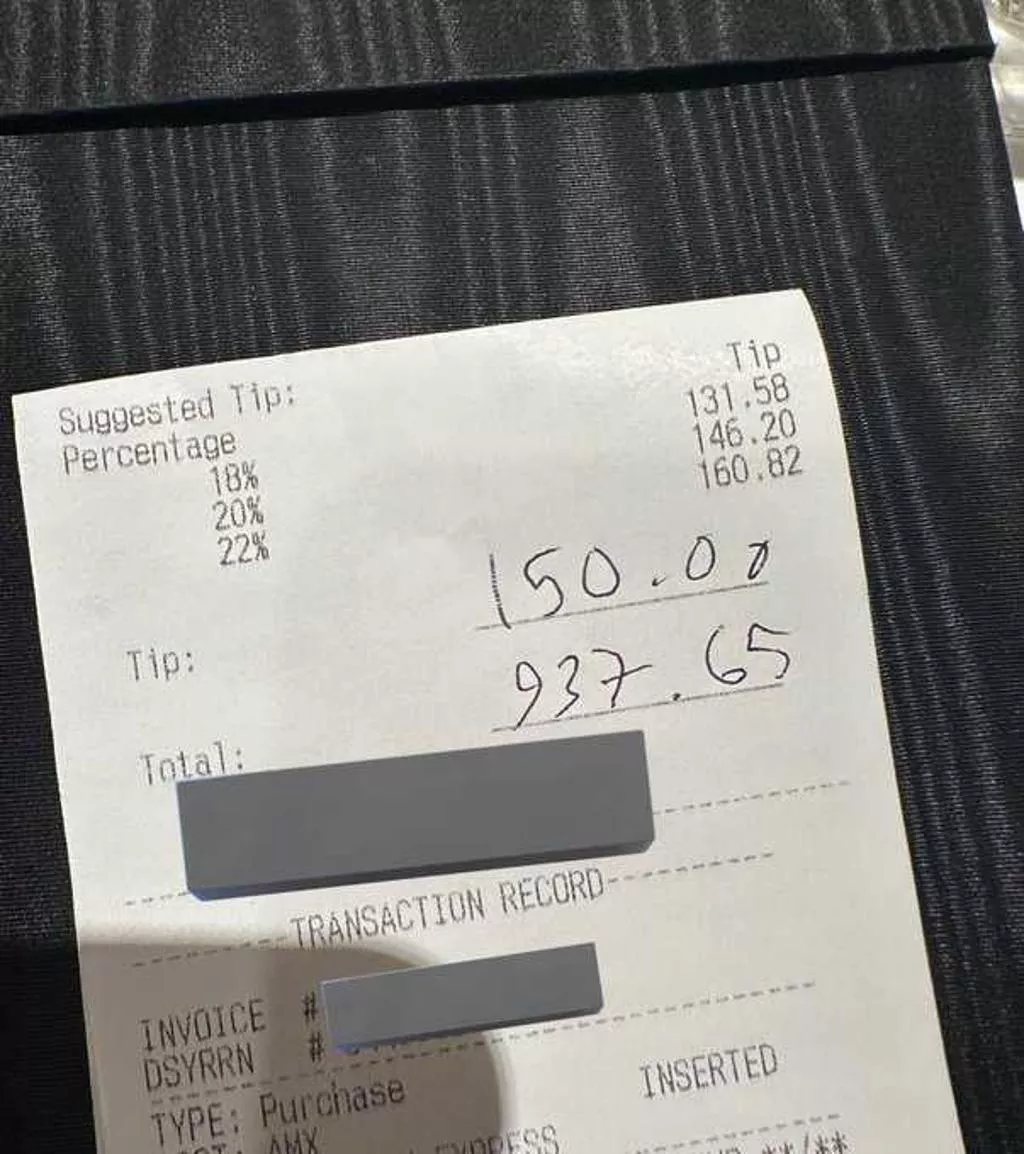 Suggested Tip: Tip
Percentage 131.58
18% 146.20
20% 160.82
22%
150.00
Tip:
937.65
Total:
TRANSACTION RECORD
INVOICE #
DSYRRN #
TYPE: Purchase INSERTED
AMX
**/**